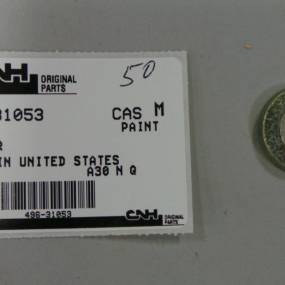 CNH ORIGINAL PARTS 50
31053 CAS M
PAINT
R
IN UNITED STATES
A30 N Q
496-31053 CNH ORIGINAL PARTS